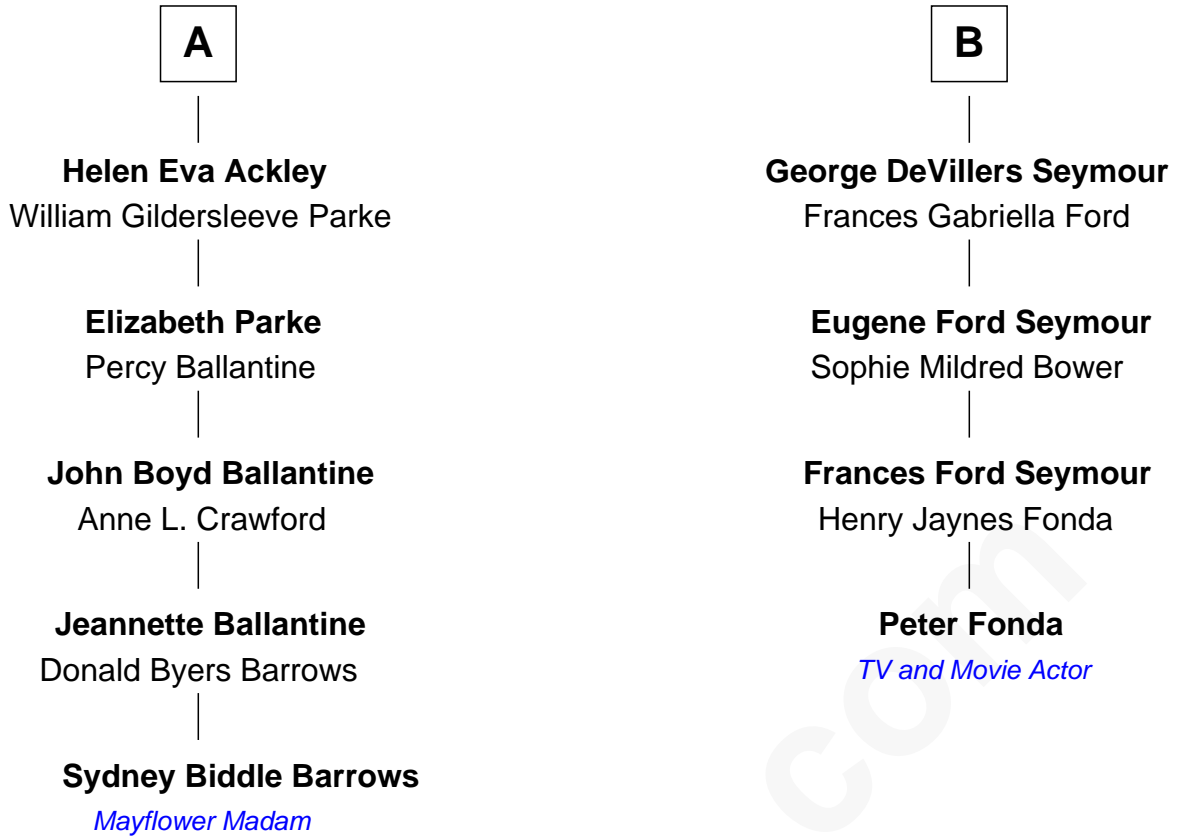 A
Helen Eva Ackley
William Gildersleeve Parke
Elizabeth Parke
Percy Ballantine
John Boyd Ballantine
Anne L. Crawford
Jeannette Ballantine
Donald Byers Barrows
Sydney Biddle Barrows
Mayflower Madam
B
George DeVillers Seymour
Frances Gabriella Ford
Eugene Ford Seymour
Sophie Mildred Bower
Frances Ford Seymour
Henry Jaynes Fonda
Peter Fonda
TV and Movie Actor
com